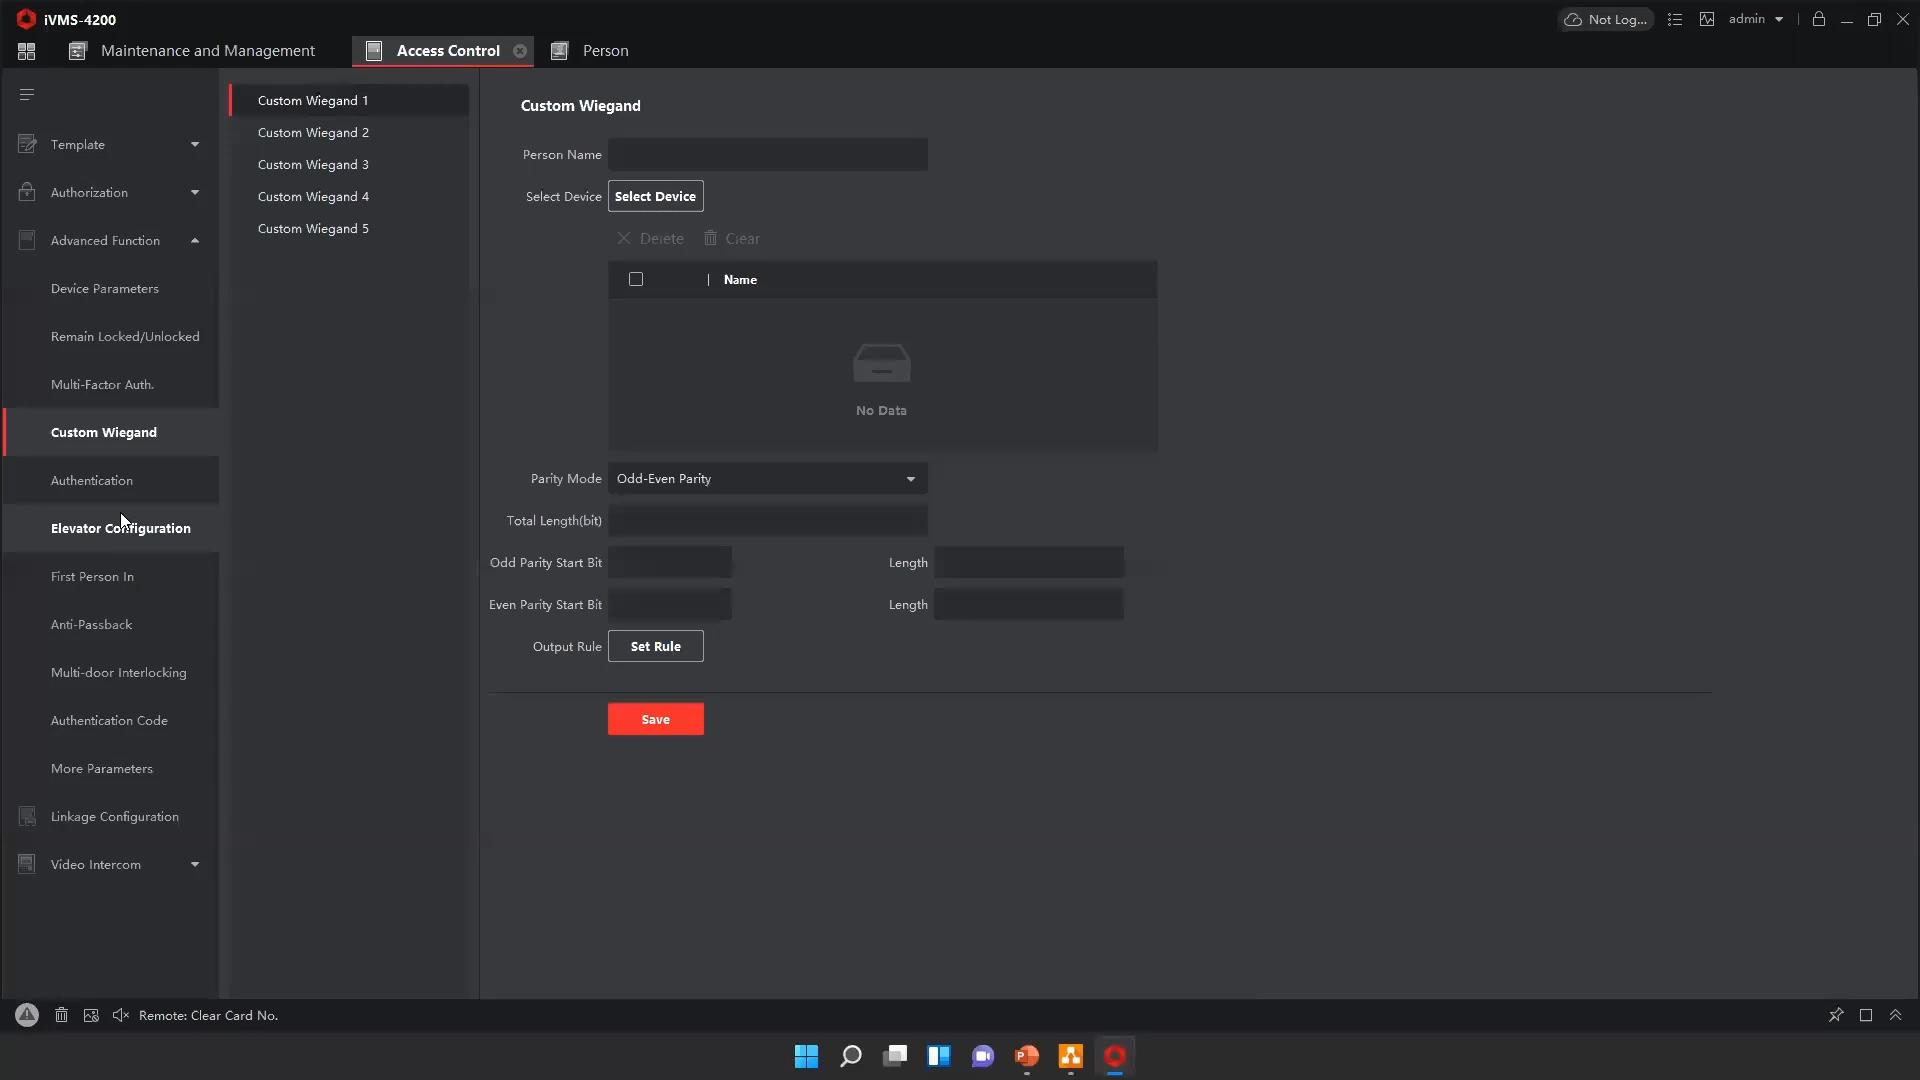 iVMS-4200
Not Log...
admin
Maintenance and Management
Access Control
Person
Template
Authorization
Advanced Function
Device Parameters
Remain Locked/Unlocked
Multi-Factor Auth.
Custom Wiegand
Authentication
Elevator Configuration
First Person In
Anti-Passback
Multi-door Interlocking
Authentication Code
More Parameters
Linkage Configuration
Video Intercom
Custom Wiegand 1
Custom Wiegand 2
Custom Wiegand 3
Custom Wiegand 4
Custom Wiegand 5
Custom Wiegand
Person Name
Select Device Select Device
Delete Clear
Name
No Data
Parity Mode Odd-Even Parity
Total Length(bit)
Odd Parity Start Bit Length
Even Parity Start Bit Length
Output Rule Set Rule
Save
Remote: Clear Card No.